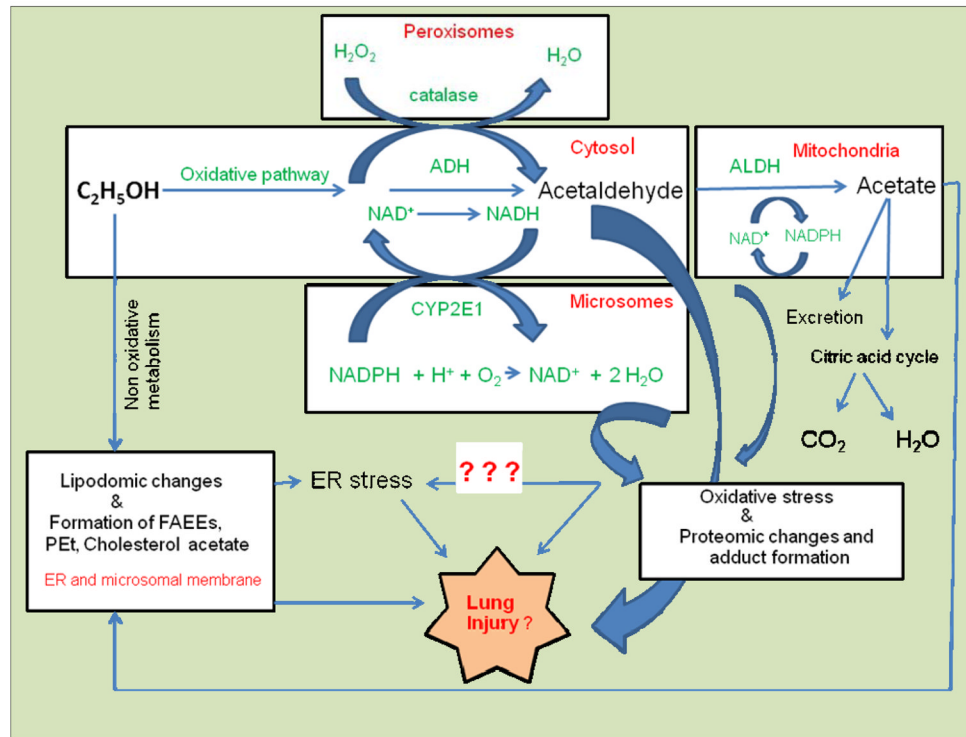 Peroxisomes
H₂O₂
H₂O
catalase
Cytosol
C₂H₅OH
Oxidative pathway
ADH
Acetaldehyde
NAD⁺
NADH
Mitochondria
ALDH
Acetate
NAD⁺
NADPH
Microsomes
CYP2E1
NADPH + H⁺ + O₂
NAD⁺ + 2 H₂O
Excretion
Citric acid cycle
CO₂
H₂O
Non oxidative
metabolism
Lipodomic changes
&
Formation of FAEEs,
PEt, Cholesterol acetate
ER and microsomal membrane
ER stress
? ? ?
Oxidative stress
&
Proteomic changes and
adduct formation
Lung
Injury ?